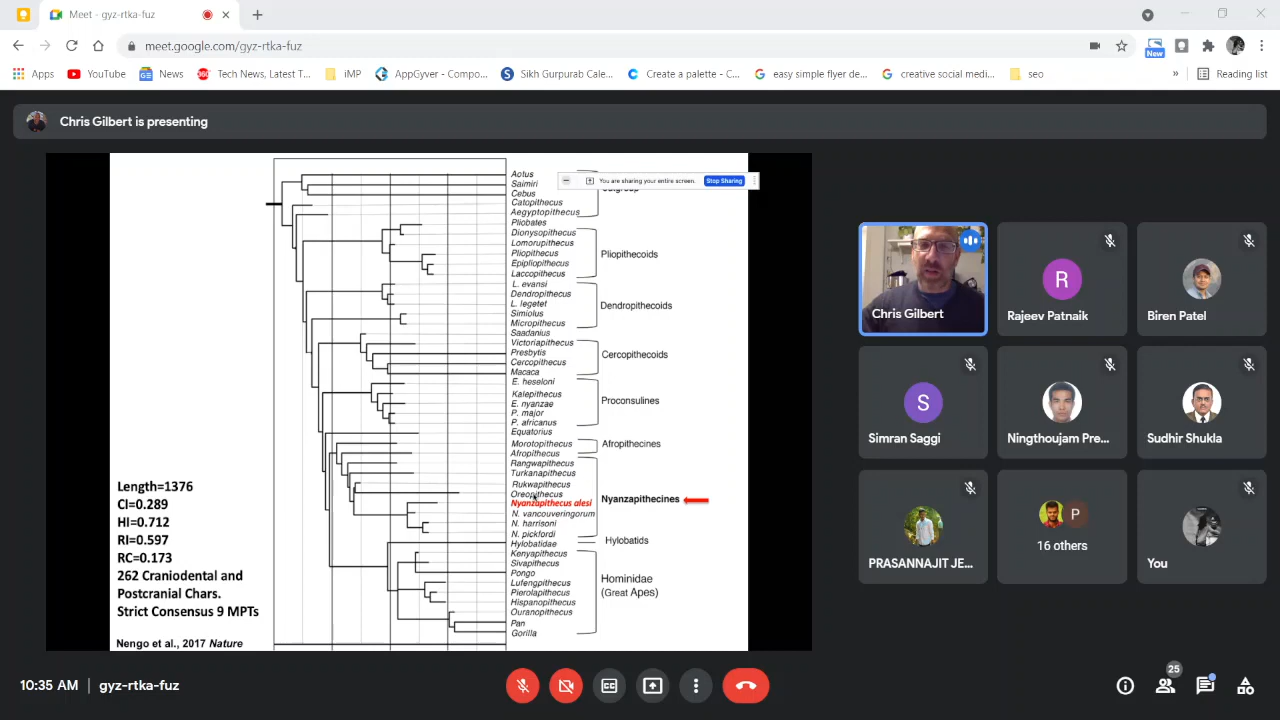 Meet - gyz-rtka-fuz
meet.google.com/gyz-rtka-fuz
New
Apps
YouTube
News
Tech News, Latest T...
iMP
AppGyver - Compo...
Sikh Gurpurab Cale...
Create a palette - C...
easy simple flyer de...
creative social medi...
seo
»
Reading list
Chris Gilbert is presenting
You are sharing your entire screen.
Stop Sharing
Aotus
Saimiri
Cebus
Catopithecus
Aegyptopithecus
Pliobates
Dionysopithecus
Lomorupithecus
Pliopithecus
Epipliopithecus
Laccopithecus
Pliopithecoids
L. evansi
Dendropithecus
L. legetet
Simiolus
Micropithecus
Dendropithecoids
Saadanius
Victoriapithecus
Presbytis
Cercopithecus
Macaca
Cercopithecoids
E. heseloni
Kalepithecus
E. nyanzae
P. major
P. africanus
Proconsulines
Equatorius
Morotopithecus
Afropithecus
Afropithecines
Rangwapithecus
Turkanapithecus
Rukwapithecus
Oreopithecus
Nyanzapithecus alesi
N. vancouveringorum
N. harrisoni
N. pickfordi
Nyanzapithecines
Hylobatidae
Hylobatids
Kenyapithecus
Sivapithecus
Pongo
Lufengpithecus
Pierolapithecus
Hispanopithecus
Ouranopithecus
Pan
Gorilla
Hominidae
(Great Apes)
Length=1376
CI=0.289
HI=0.712
RI=0.597
RC=0.173
262 Craniodental and
Postcranial Chars.
Strict Consensus 9 MPTs
Nengo et al., 2017 Nature
Chris Gilbert
R
Rajeev Patnaik
Biren Patel
S
Simran Saggi
Ningthoujam Pre...
Sudhir Shukla
PRASANNAJIT JE...
P
16 others
You
10:35 AM
gyz-rtka-fuz
25